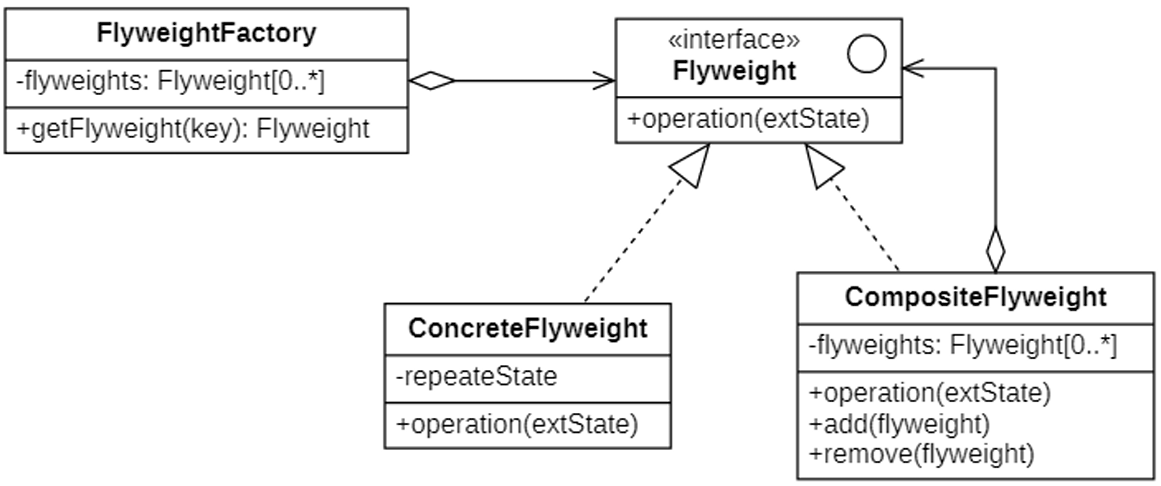 FlyweightFactory
-flyweights: Flyweight[0..*]
+getFlyweight(key): Flyweight
«interface»
Flyweight
+operation(extState)
ConcreteFlyweight
-repeateState
+operation(extState)
CompositeFlyweight
-flyweights: Flyweight[0..*]
+operation(extState)
+add(flyweight)
+remove(flyweight)